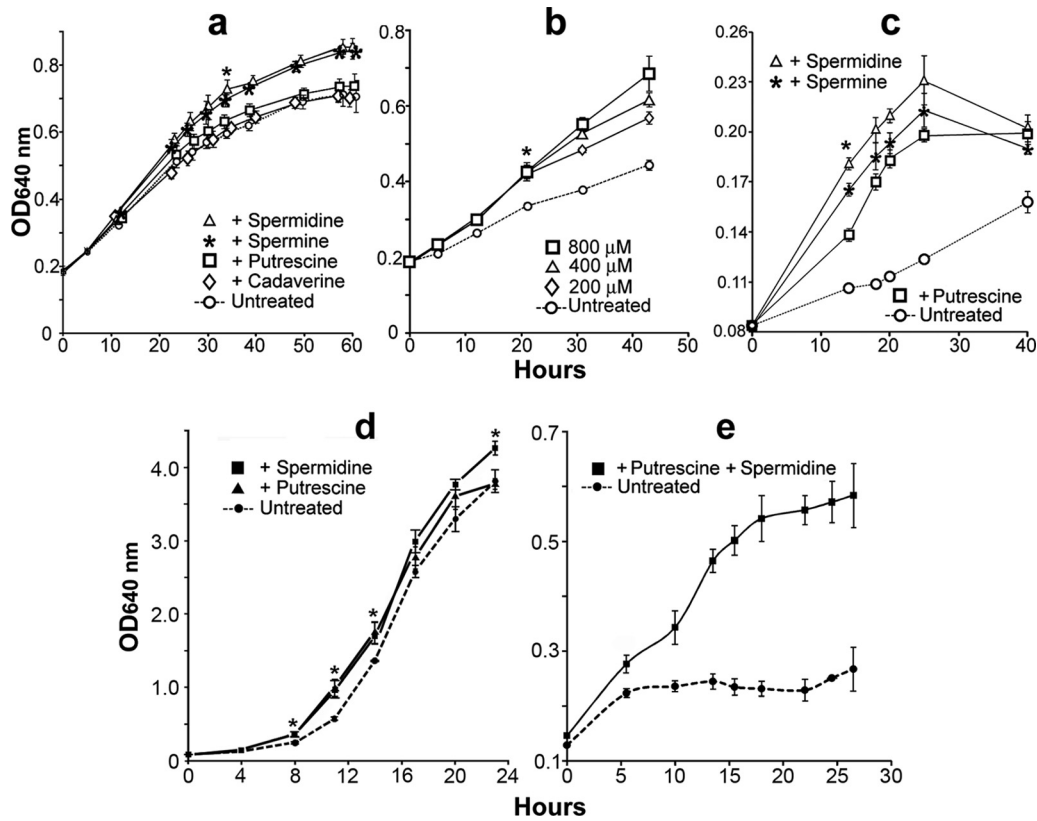 a
0.8
0.6
0.4
0.2
0
OD640 nm
+ Spermidine
+ Spermine
+ Putrescine
+ Cadaverine
Untreated
*
0 10 20 30 40 50 60
b
0.8
0.6
0.4
0.2
0
*
800 μM
400 μM
200 μM
Untreated
0 10 20 30 40 50
Hours
c
0.26
0.23
0.20
0.17
0.14
0.11
0.08
+ Spermidine
+ Spermine
*
+ Putrescine
Untreated
0 10 20 30 40
d
4.0
3.0
2.0
1.0
0
OD640 nm
+ Spermidine
+ Putrescine
Untreated
* * * *
0 4 8 12 16 20 24
e
0.7
0.5
0.3
0.1
+ Putrescine + Spermidine
Untreated
0 5 10 15 20 25 30
Hours